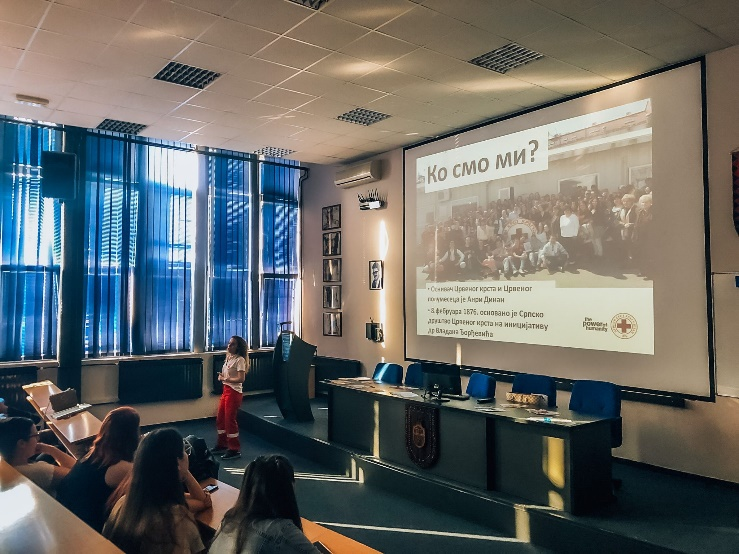 Ко смо ми?
• Оснивач Црвеног крста и Црвеног
полумесеца је Анри Динан
• 8. фебруара 1876. основано је Српско
друштво Црвеног крста на иницијативу
др Владана Ђорђевића
the
power of
humanity